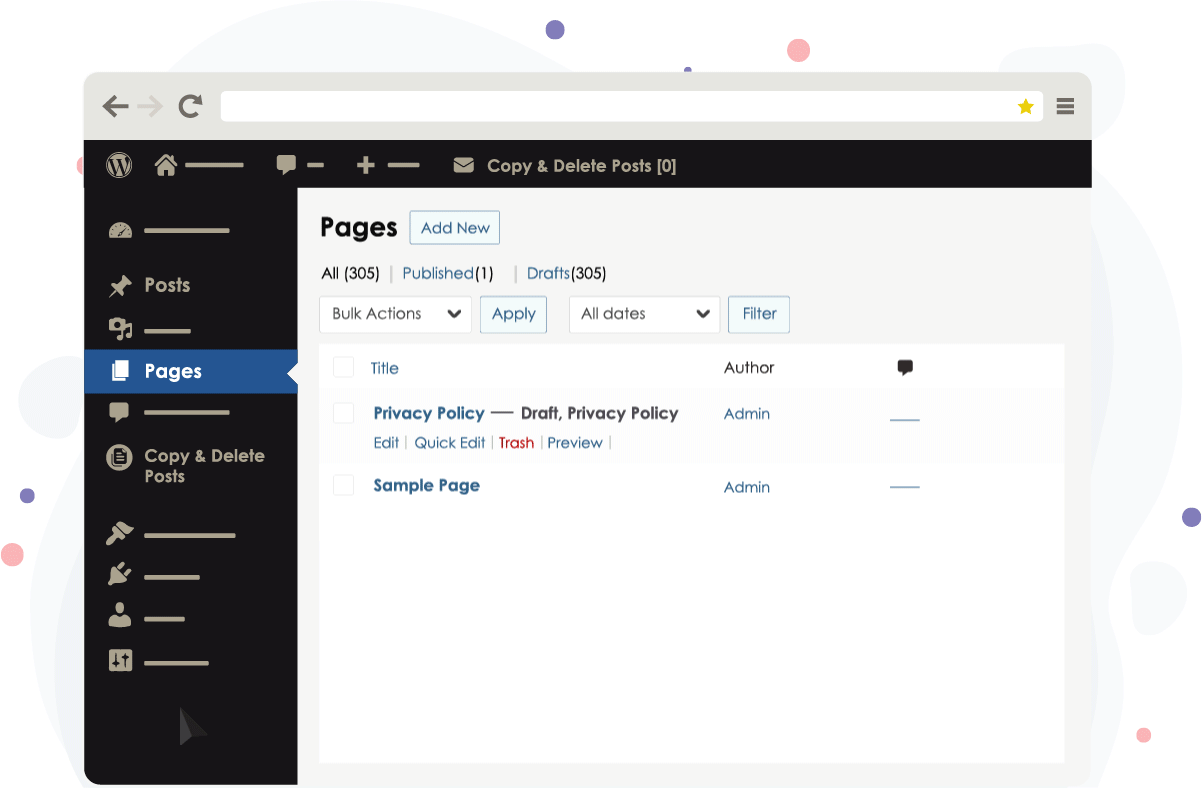 Copy & Delete Posts [0]
Posts
Pages
Copy & Delete
Posts
Pages Add New
All (305) | Published(1) | Drafts(305)
Bulk Actions Apply All dates Filter
Title Author
Privacy Policy — Draft, Privacy Policy Admin
Edit | Quick Edit | Trash | Preview |
Sample Page Admin